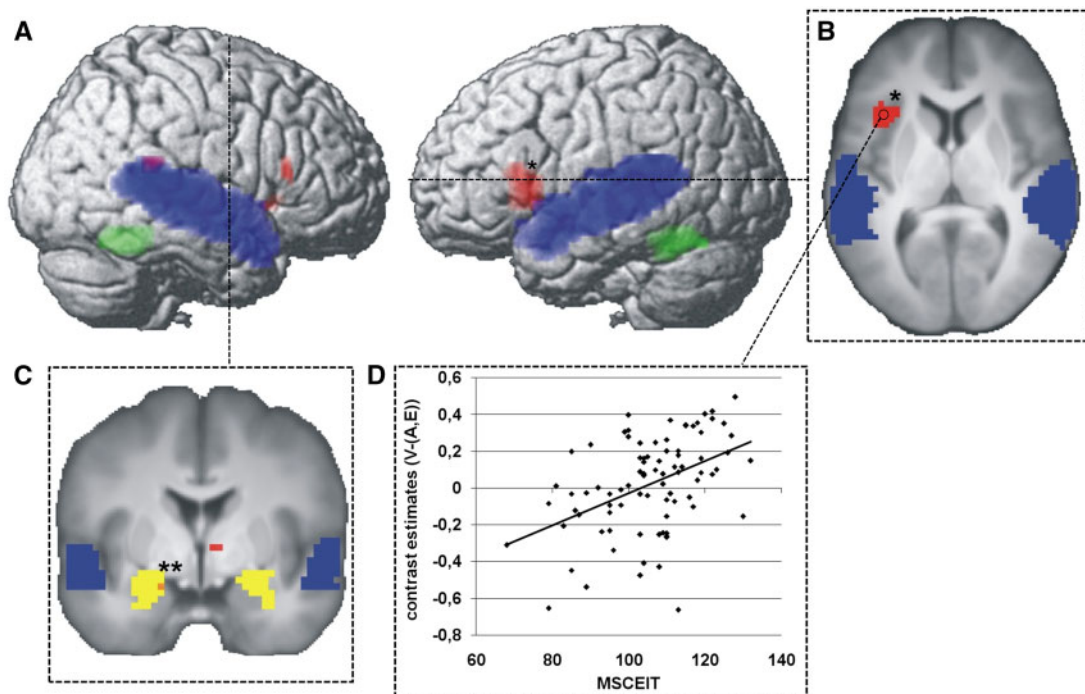 A
*
B
*
C
**
D
contrast estimates (V-(A,E))
0,6
0,4
0,2
0
-0,2
-0,4
-0,6
-0,8
60 80 100 120 140
MSCEIT